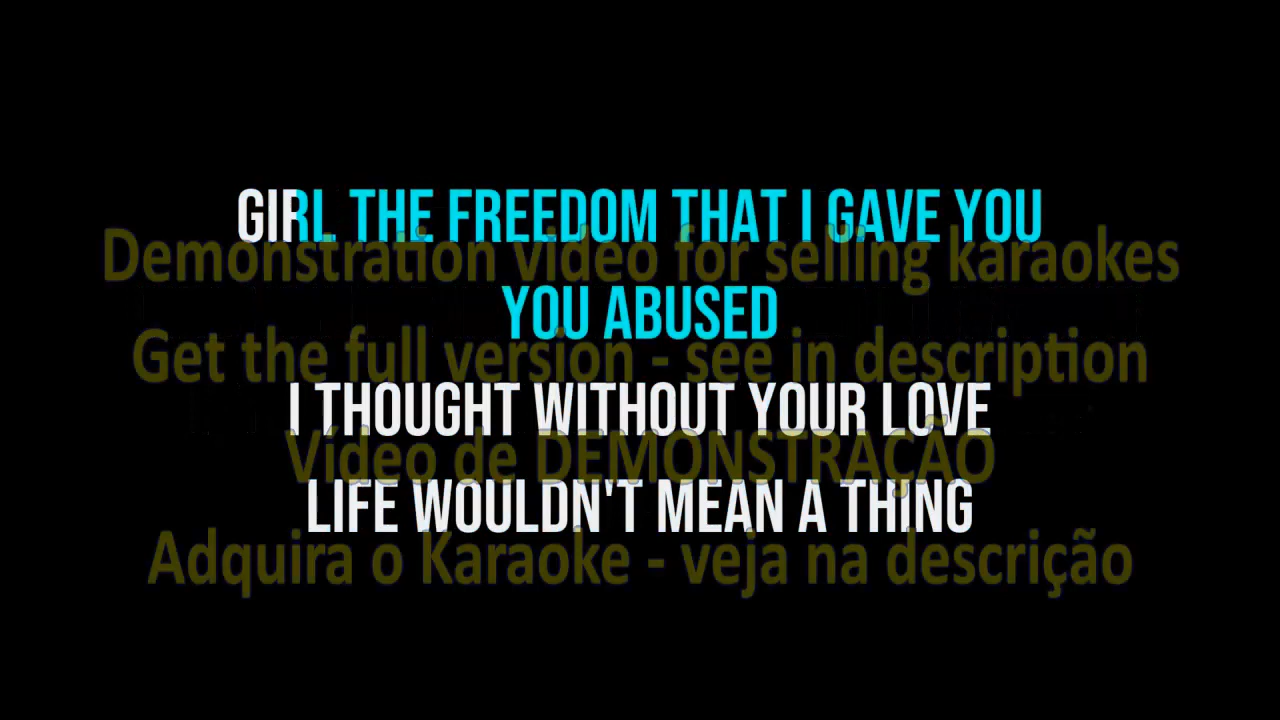 GIRL THE FREEDOM THAT I GAVE YOU
Demonstration video for selling karaokes
YOU ABUSED
Get the full version - see in description
I THOUGHT WITHOUT YOUR LOVE
Vídeo de DEMONSTRAÇÃO
LIFE WOULDN'T MEAN A THING
Adquira o Karaoke - veja na descrição